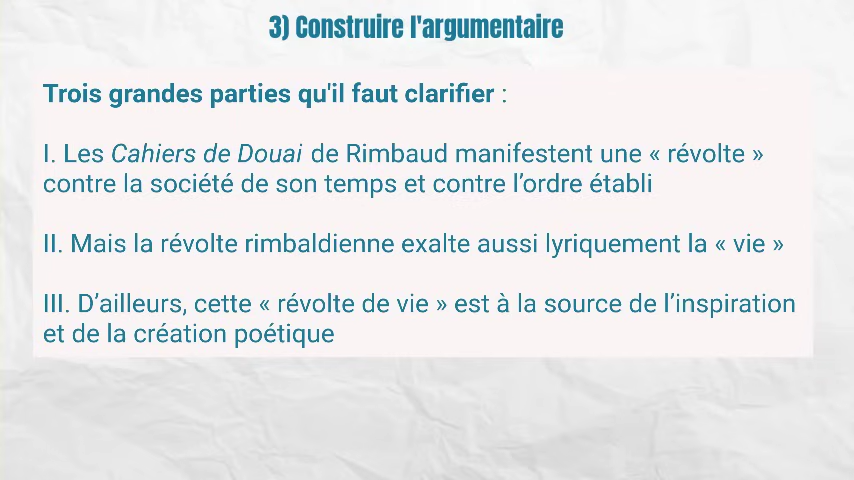 3) Construire l'argumentaire
Trois grandes parties qu'il faut clarifier :
I. Les Cahiers de Douai de Rimbaud manifestent une « révolte »
contre la société de son temps et contre l’ordre établi
II. Mais la révolte rimbaldienne exalte aussi lyriquement la « vie »
III. D’ailleurs, cette « révolte de vie » est à la source de l’inspiration
et de la création poétique